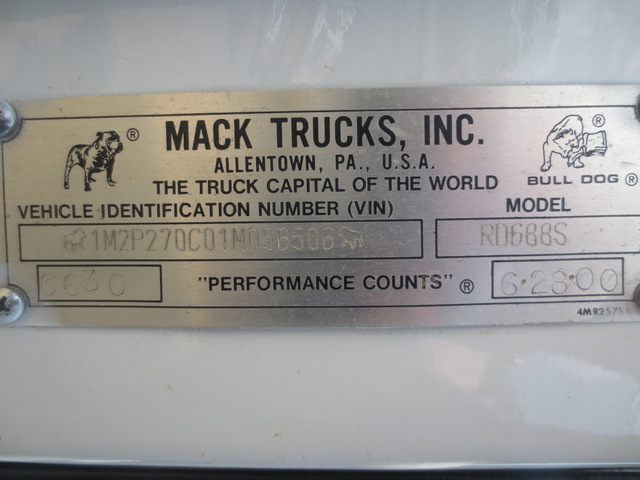 ® MACK TRUCKS, INC. ®
ALLENTOWN, PA., U.S.A.
THE TRUCK CAPITAL OF THE WORLD
BULL DOG ®
VEHICLE IDENTIFICATION NUMBER (VIN) MODEL
1M2P270C01M056506 RD688S
"PERFORMANCE COUNTS" ® 6·28·00
4MR2575A